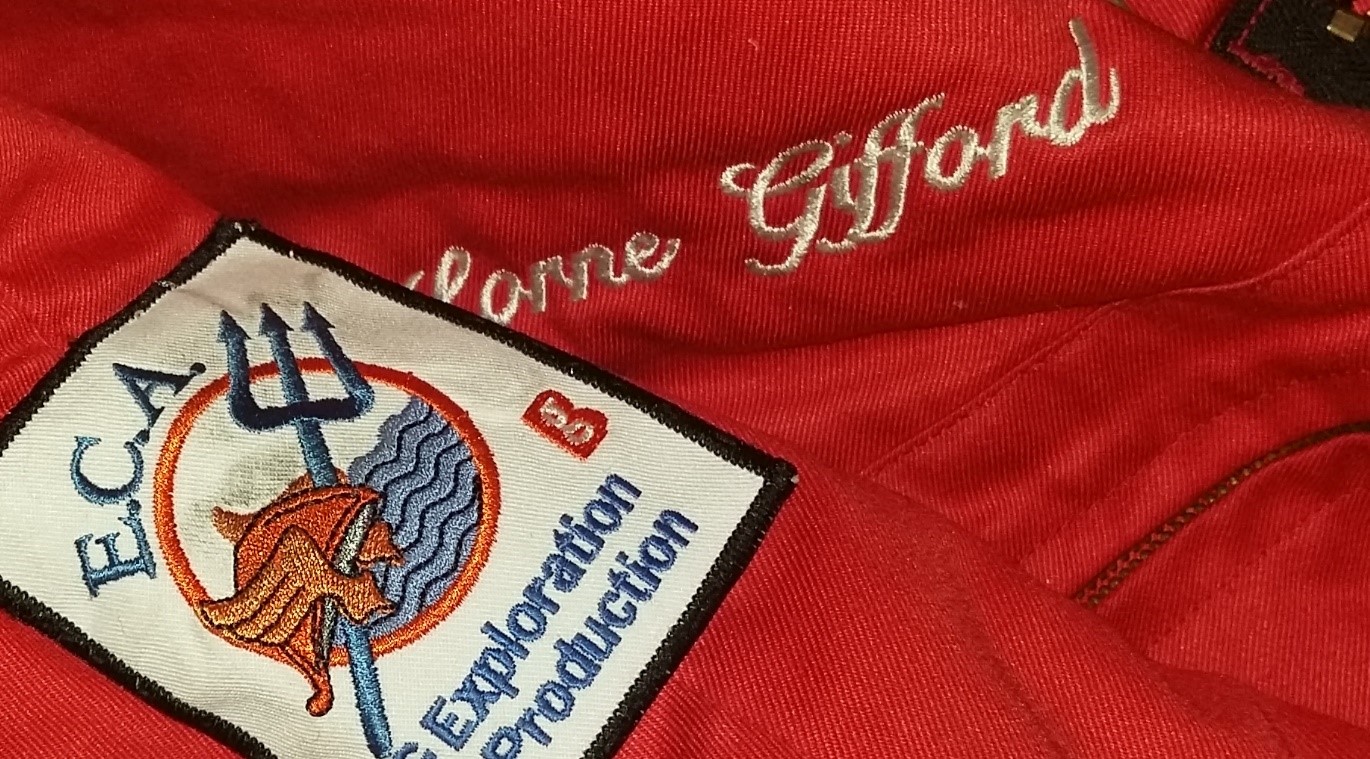 Lorne Gifford
E.C.A.
B
Exploration
Production